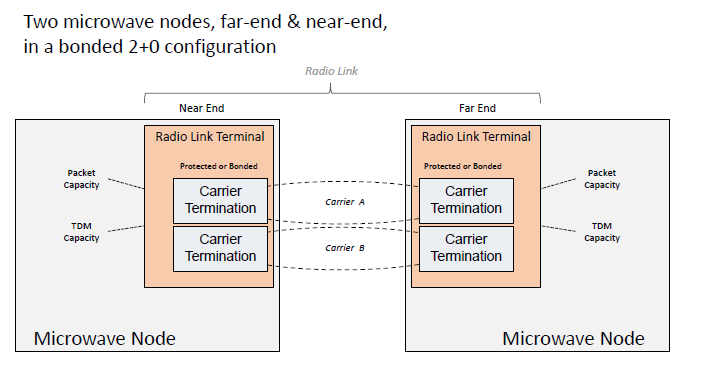 Two microwave nodes, far-end & near-end,
in a bonded 2+0 configuration
Radio Link
Near End
Far End
Radio Link Terminal
Radio Link Terminal
Protected or Bonded
Protected or Bonded
Packet
Capacity
Carrier
Termination
Carrier A
Carrier
Termination
Packet
Capacity
TDM
Capacity
Carrier
Termination
Carrier B
Carrier
Termination
TDM
Capacity
Microwave Node
Microwave Node